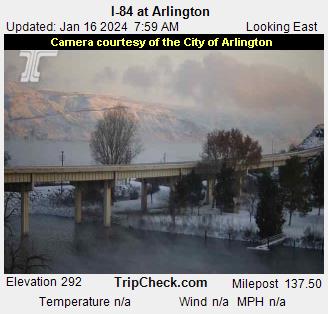 I-84 at Arlington
Updated: Jan 16 2024 7:59 AM Looking East
Camera courtesy of the City of Arlington
Elevation 292 TripCheck.com Milepost 137.50
Temperature n/a Wind n/a MPH n/a